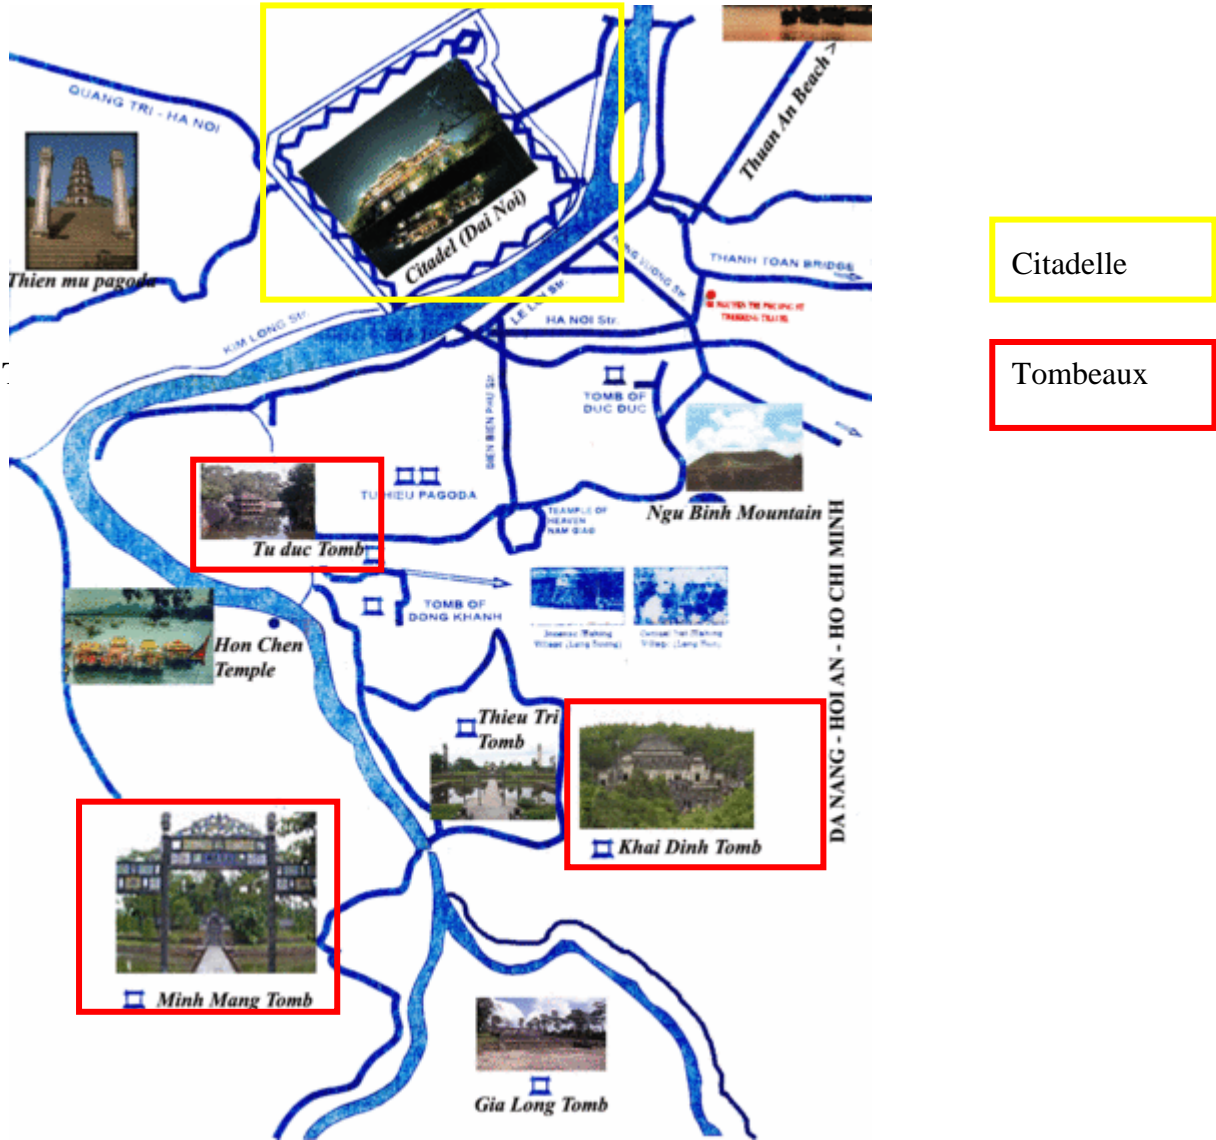 Thuan An Beach >
QUANG TRI - HA NOI
Citadel (Dai Noi)
Thien mu pagoda
VUONG Str.
THANH TOAN BRIDGE
LE LOI Str.
HA NOI Str.
KIM LONG Str.
Citadelle
Tombeaux
TOMB OF
DUC DUC
DIEN BIEN PHU Str.
TU HIEU PAGODA
Ngu Binh Mountain
TEAMPLE OF
HEAVEN
NAM GIAO
Tu duc Tomb
DA NANG - HOI AN - HO CHI MINH
TOMB OF
DONG KHANH
Hon Chen
Temple
Thieu Tri
Tomb
Khai Dinh Tomb
Minh Mang Tomb
Gia Long Tomb